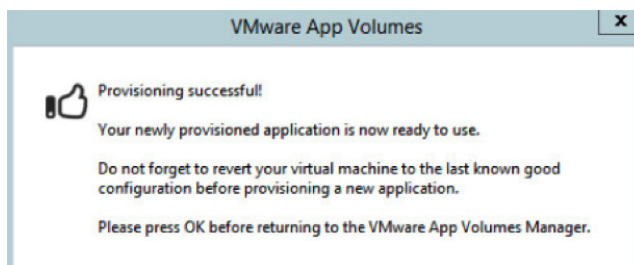 VMware App Volumes
x
Provisioning successful!
Your newly provisioned application is now ready to use.
Do not forget to revert your virtual machine to the last known good
configuration before provisioning a new application.
Please press OK before returning to the VMware App Volumes Manager.